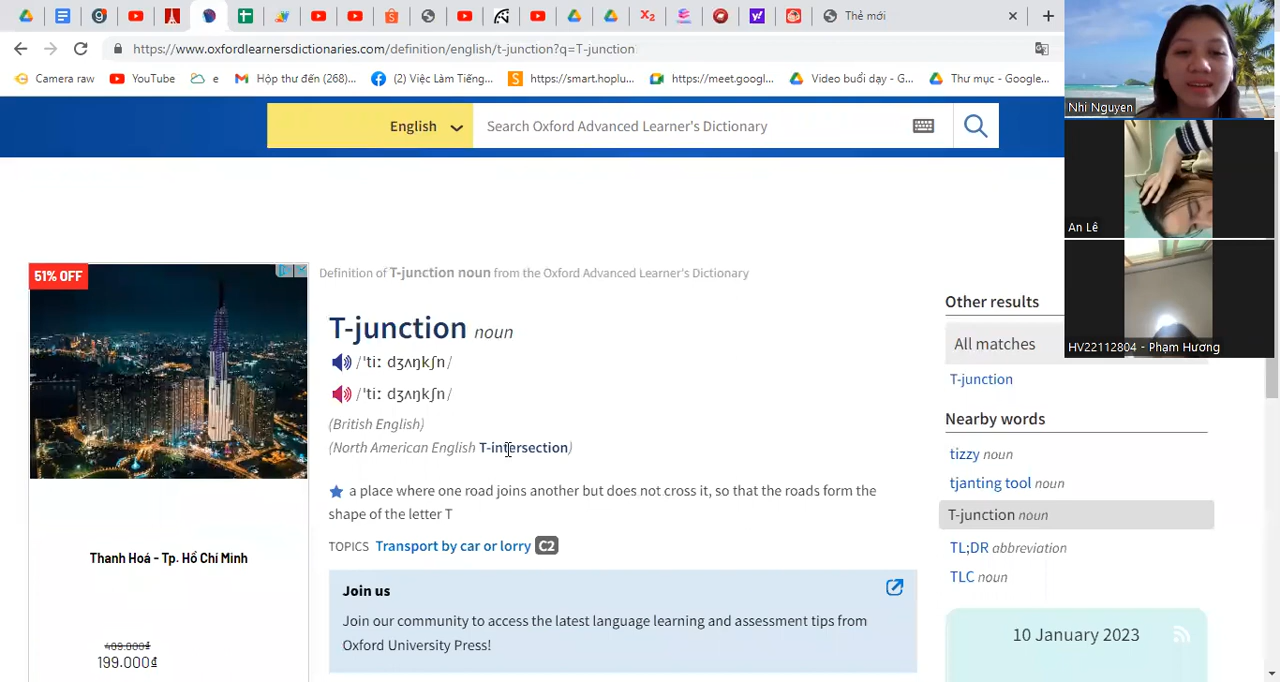 Thẻ mới
https://www.oxfordlearnersdictionaries.com/definition/english/t-junction?q=T-junction
Camera raw
YouTube
e
Hộp thư đến (268)...
(2) Việc Làm Tiếng...
https://smart.hoplu...
https://meet.googl...
Video buổi dạy - G...
Thư mục - Google...
Nhi Nguyen
English
Search Oxford Advanced Learner's Dictionary
An Lê
51% OFF
Definition of T-junction noun from the Oxford Advanced Learner's Dictionary
T-junction noun
/ˈtiː dʒʌŋkʃn/
/ˈtiː dʒʌŋkʃn/
(British English)
(North American English T-intersection)
a place where one road joins another but does not cross it, so that the roads form the
shape of the letter T
TOPICS Transport by car or lorry C2
Join us
Join our community to access the latest language learning and assessment tips from
Oxford University Press!
Thanh Hoá - Tp. Hồ Chí Minh
499.000₫
199.000₫
Other results
All matches
HV22112804 - Phạm Hương
T-junction
Nearby words
tizzy noun
tjanting tool noun
T-junction noun
TL;DR abbreviation
TLC noun
10 January 2023